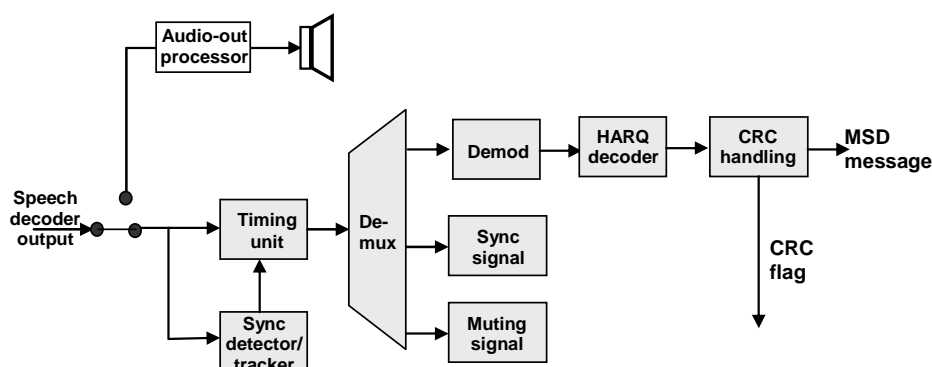 Audio-out
processor
Speech
decoder
output
Timing
unit
Sync
detector/
tracker
De-
mux
Demod
HARQ
decoder
CRC
handling
MSD
message
Sync
signal
CRC
flag
Muting
signal